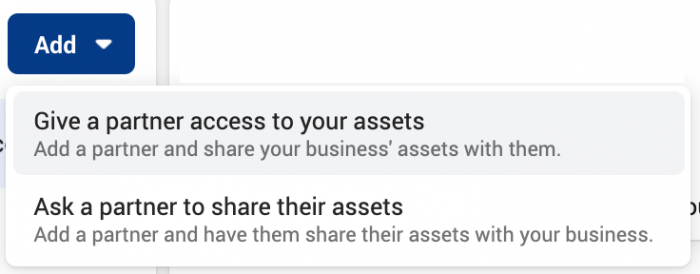 Add
Give a partner access to your assets
Add a partner and share your business' assets with them.
Ask a partner to share their assets
Add a partner and have them share their assets with your business.